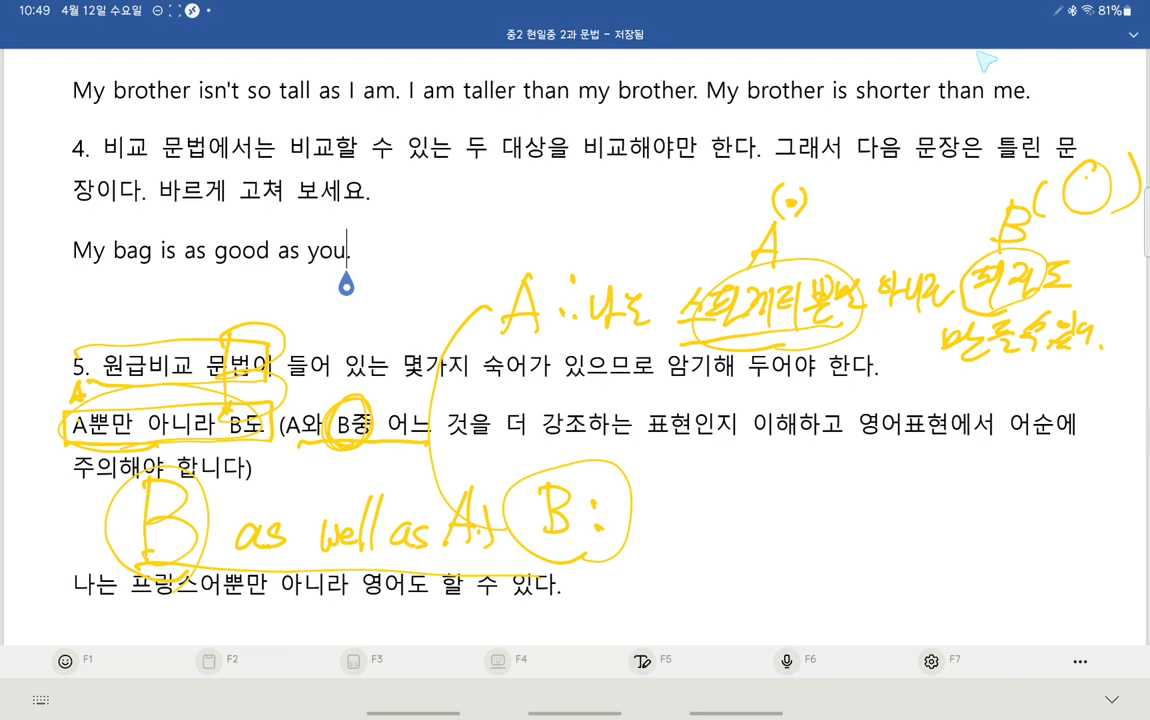 10:49 4월 12일 수요일
81%
중2 현일중 2과 문법 – 저장됨
My brother isn't so tall as I am. I am taller than my brother. My brother is shorter than me.
4. 비교 문법에서는 비교할 수 있는 두 대상을 비교해야만 한다. 그래서 다음 문장은 틀린 문
장이다. 바르게 고쳐 보세요.
A B
My bag is as good as you.
A : 나는 스파게티뿐만 아니라 피자도
만들 수 있다.
5. 원급비교 문법이 들어 있는 몇가지 숙어가 있으므로 암기해 두어야 한다.
A
A뿐만 아니라 B도 (A와 B중 어느 것을 더 강조하는 표현인지 이해하고 영어표현에서 어순에
주의해야 합니다)
B as well as A B :
나는 프랑스어뿐만 아니라 영어도 할 수 있다.
F1 F2 F3 F4 F5 F6 F7